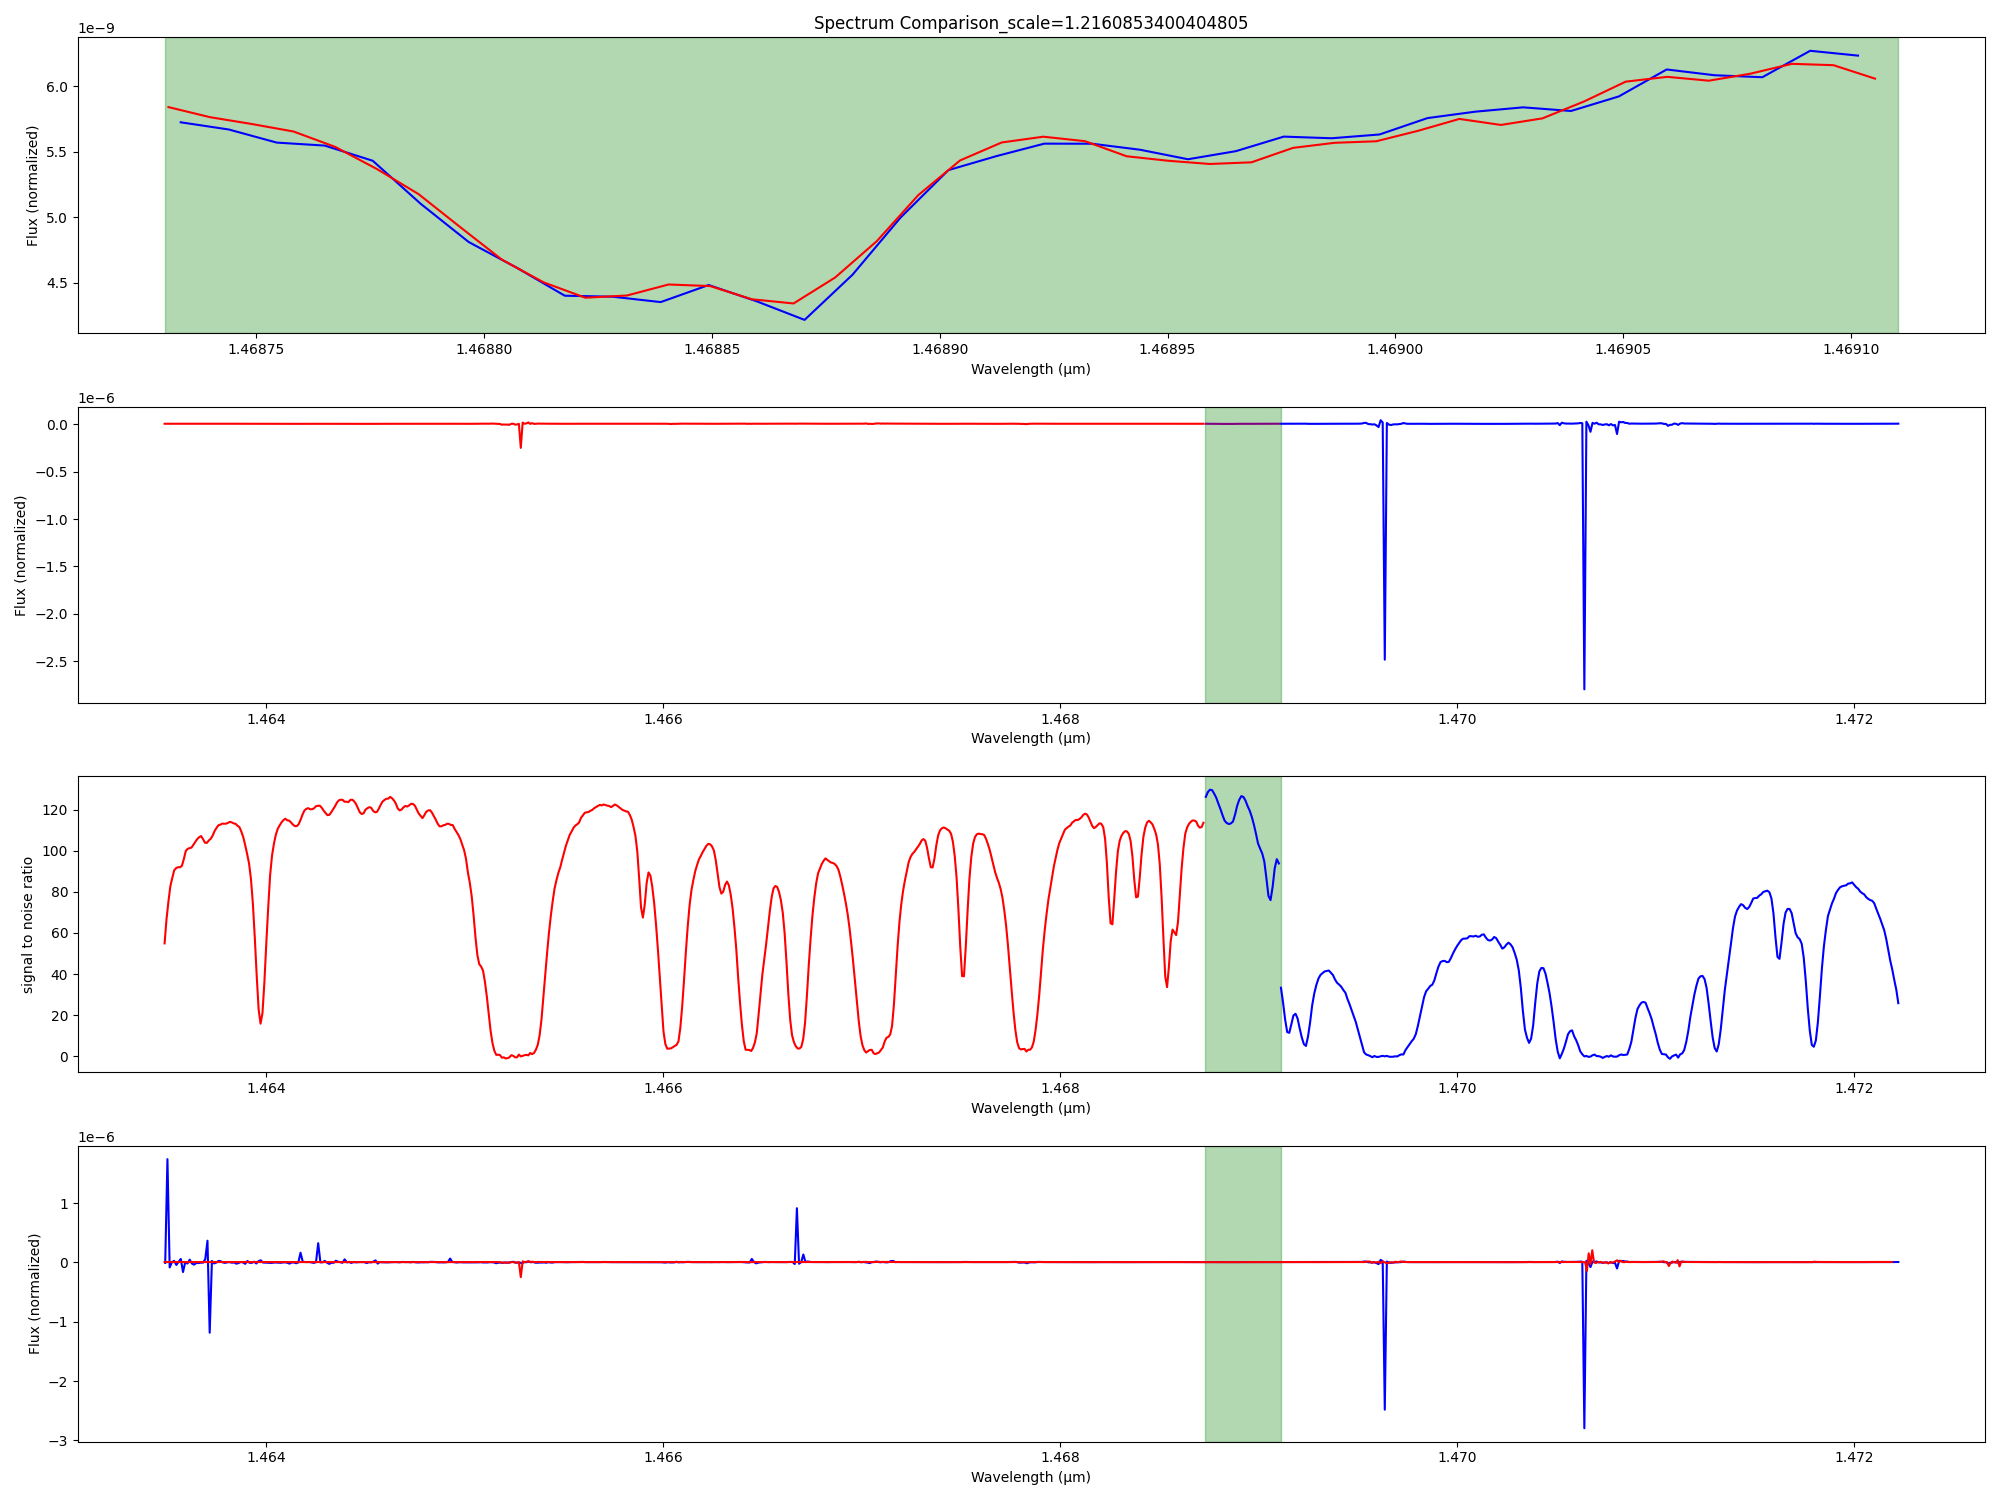 Spectrum Comparison_scale=1.2160853400404805
1e−9
6.0
5.5
5.0
4.5
Flux (normalized)
1.46875 1.46880 1.46885 1.46890 1.46895 1.46900 1.46905 1.46910
Wavelength (μm)
1e−6
0.0
−0.5
−1.0
−1.5
−2.0
−2.5
Flux (normalized)
1.464 1.466 1.468 1.470 1.472
Wavelength (μm)
120
100
80
60
40
20
0
signal to noise ratio
1.464 1.466 1.468 1.470 1.472
Wavelength (μm)
1e−6
1
0
−1
−2
−3
Flux (normalized)
1.464 1.466 1.468 1.470 1.472
Wavelength (μm)